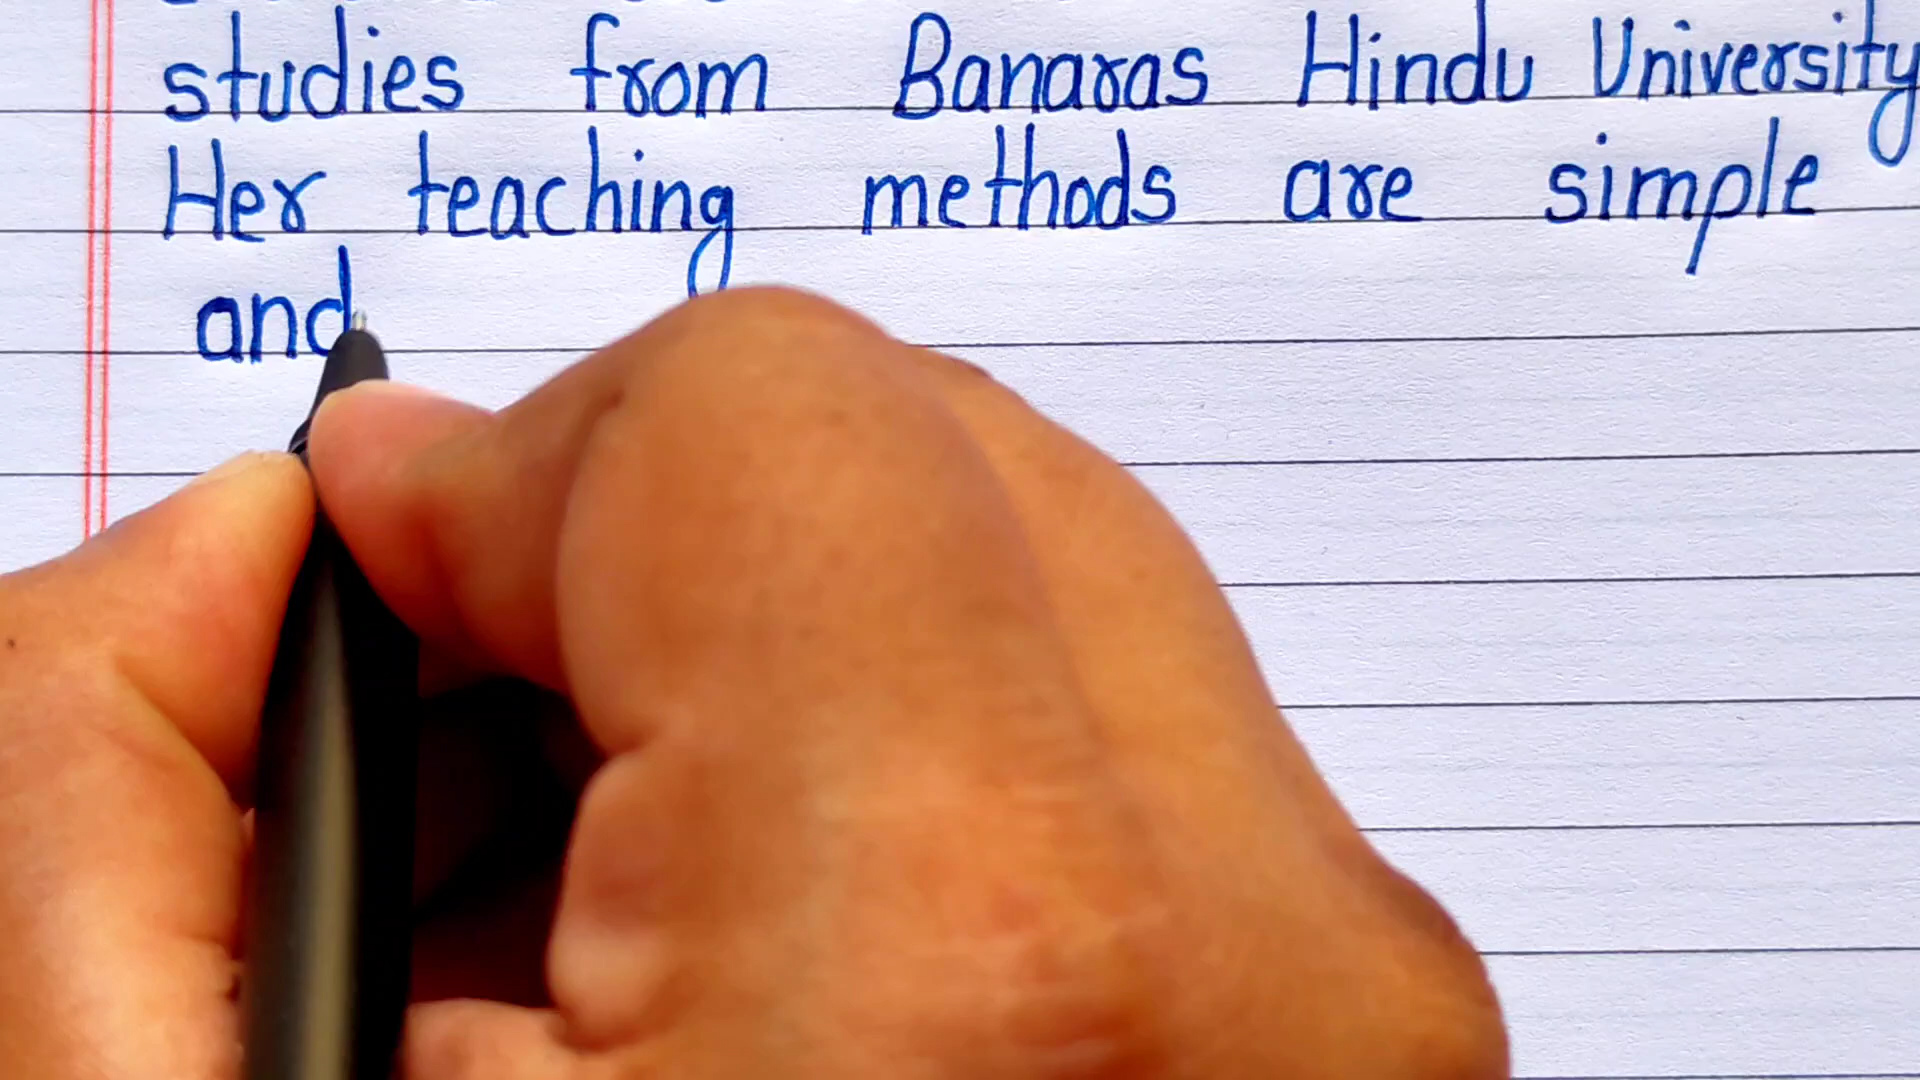 studies from Banaras Hindu University
Her teaching methods are simple
and